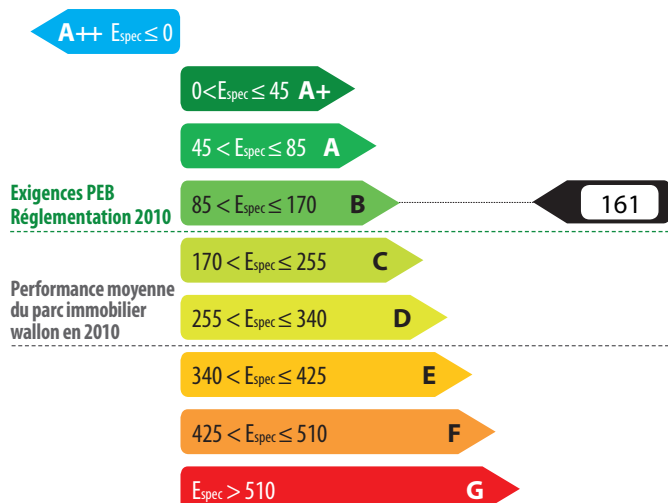 A++ Espec ≤ 0
0<Espec ≤ 45 A+
45 < Espec ≤ 85 A
Exigences PEB
Réglementation 2010
85 < Espec ≤ 170 B
161
170 < Espec ≤ 255 C
Performance moyenne
du parc immobilier
wallon en 2010
255 < Espec ≤ 340 D
340 < Espec ≤ 425 E
425 < Espec ≤ 510 F
Espec > 510 G